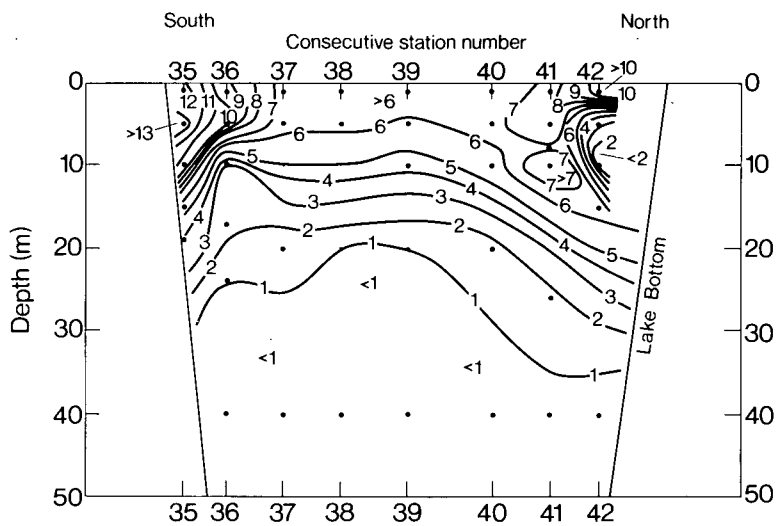 South North
Consecutive station number
35 36 37 38 39 40 41 42 >10
0 12 11 9 8 7 >6 7 8 9 10 0
>13 10 6 6 6 6 4 2
<2
10 5 5 7 >7 7 10
4 4 4 6
3 3 3 5
20 2 2 2 4 20
1 1 <1 1 3
30 2 30
<1 <1 1
40 40
50 50
35 36 37 38 39 40 41 42
Depth (m)
Lake Bottom